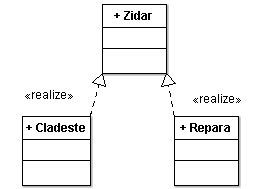 + Zidar
«realize»
«realize»
+ Cladeste
+ Repara